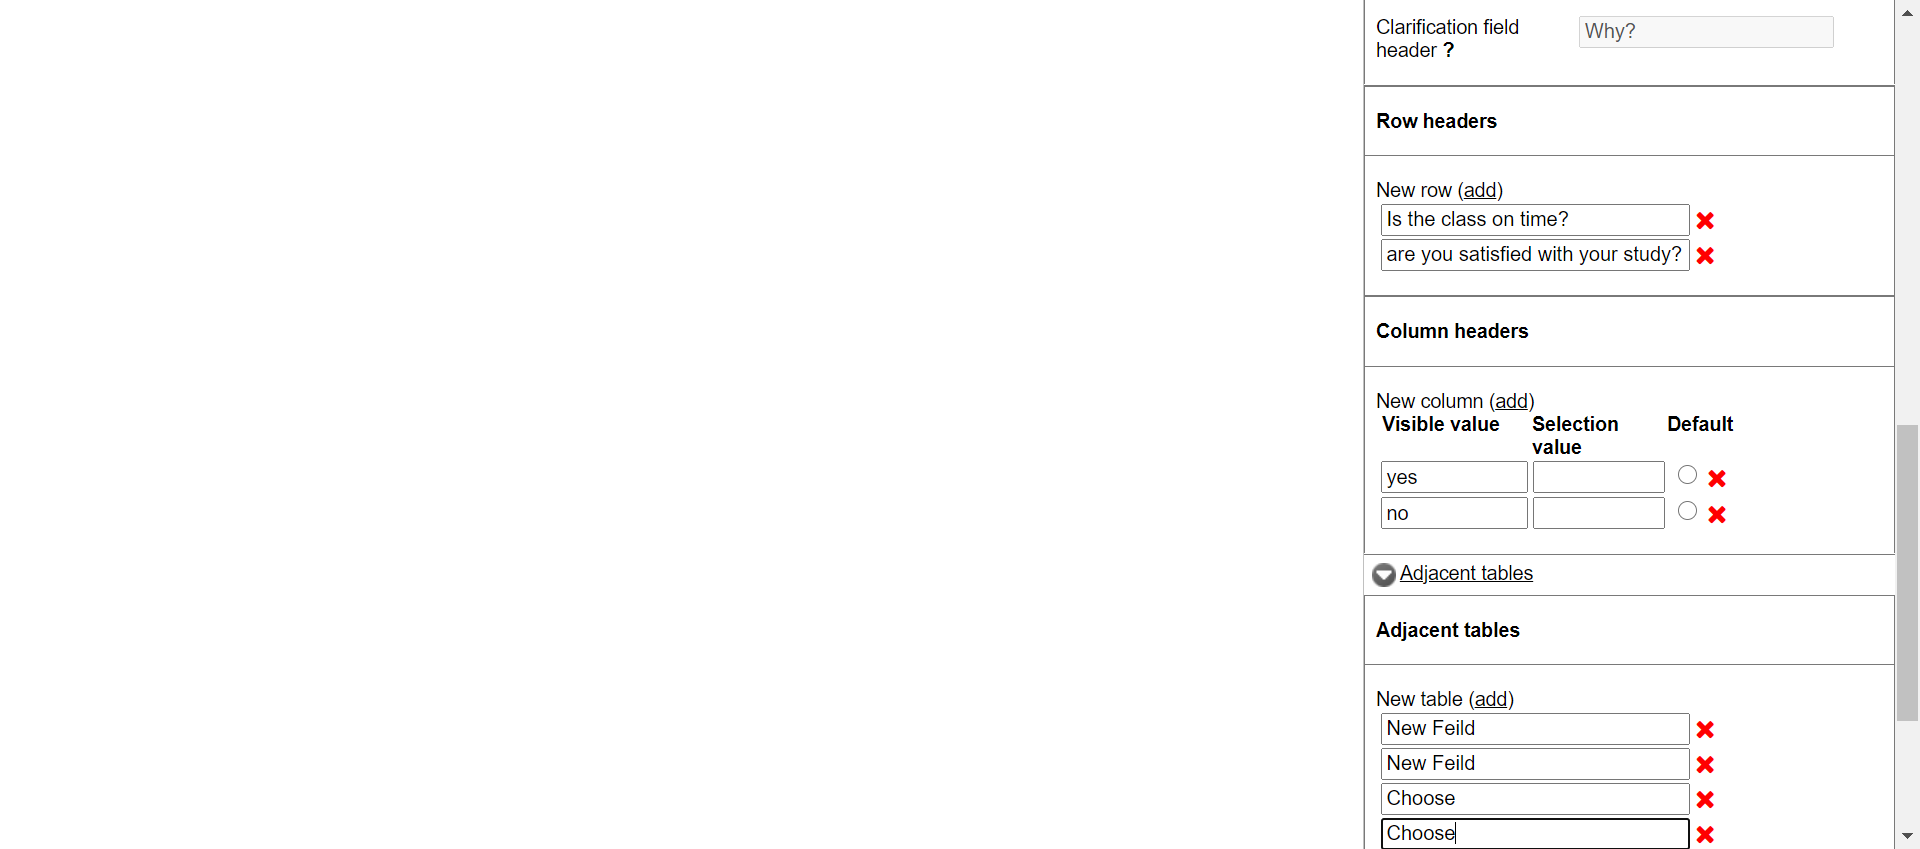 Clarification field
header ?
Why?
Row headers
New row (add)
Is the class on time?
are you satisfied with your study?
Column headers
New column (add)
Visible value Selection value Default
yes
no
Adjacent tables
Adjacent tables
New table (add)
New Feild
New Feild
Choose
Choose